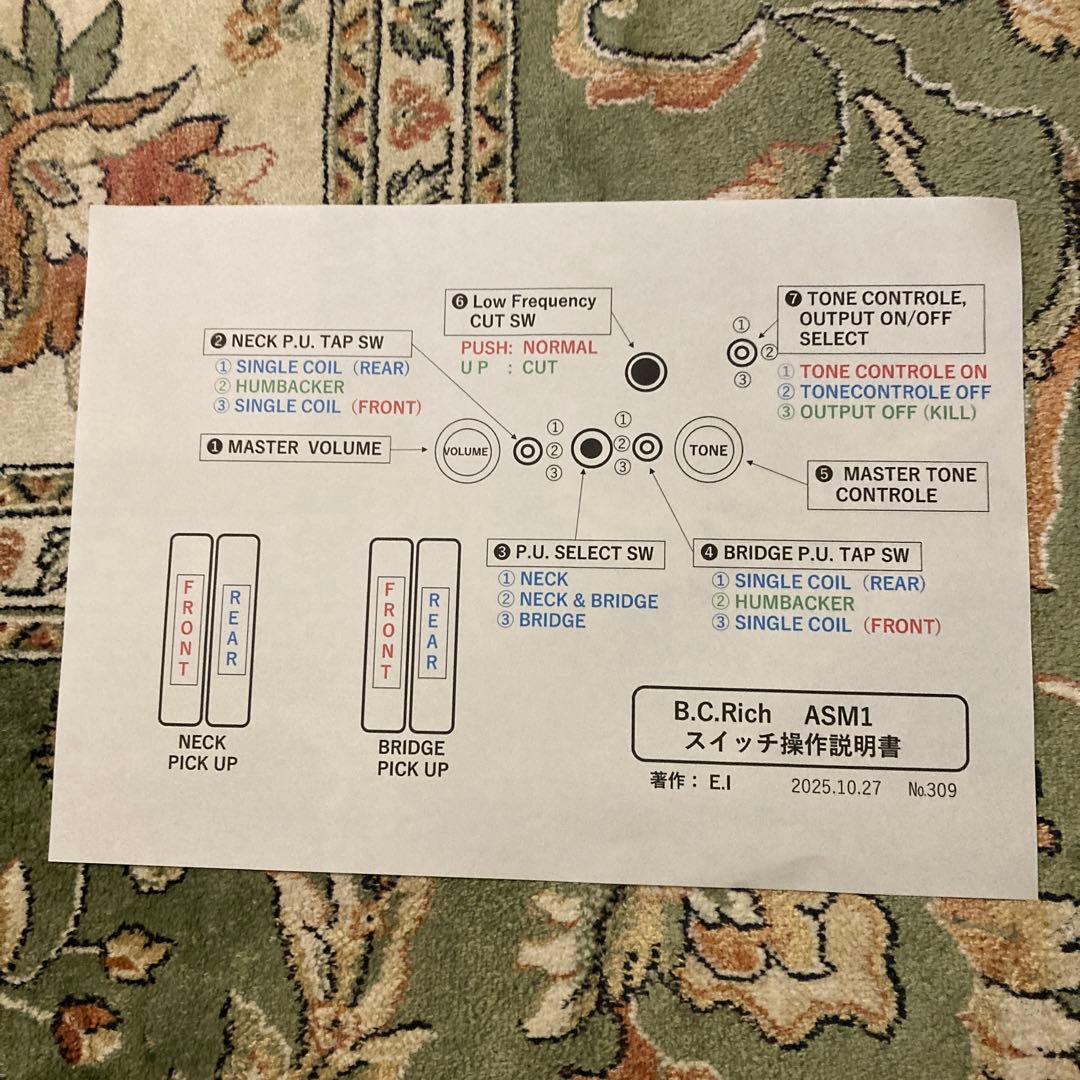 ❻ Low Frequency
CUT SW
PUSH: NORMAL
UP : CUT
❼ TONE CONTROLE,
OUTPUT ON/OFF
SELECT
① TONE CONTROLE ON
② TONECONTROLE OFF
③ OUTPUT OFF (KILL)
①
②
③
❷ NECK P.U. TAP SW
① SINGLE COIL (REAR)
② HUMBACKER
③ SINGLE COIL (FRONT)
❶ MASTER VOLUME
VOLUME
①
②
③
①
②
③
TONE
❺ MASTER TONE
CONTROLE
❸ P.U. SELECT SW
① NECK
② NECK & BRIDGE
③ BRIDGE
❹ BRIDGE P.U. TAP SW
① SINGLE COIL (REAR)
② HUMBACKER
③ SINGLE COIL (FRONT)
FRONT
REAR
NECK
PICK UP
FRONT
REAR
BRIDGE
PICK UP
B.C.Rich ASM1
スイッチ操作説明書
著作： E.I 2025.10.27 №309